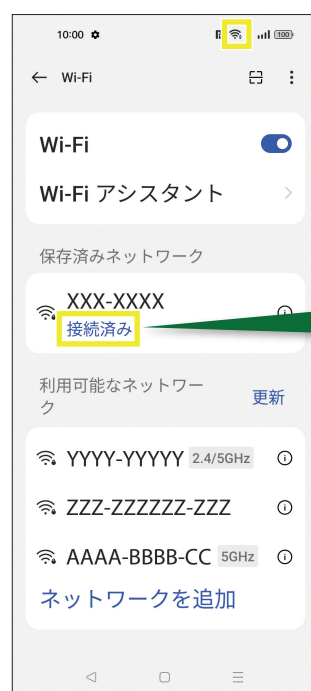 10:00
100
Wi-Fi
Wi-Fi
Wi-Fi アシスタント
保存済みネットワーク
XXX-XXXX
接続済み
利用可能なネットワー
ク
更新
YYYY-YYYYY 2.4/5GHz
ZZZ-ZZZZZZ-ZZZ
AAAA-BBBB-CC 5GHz
ネットワークを追加